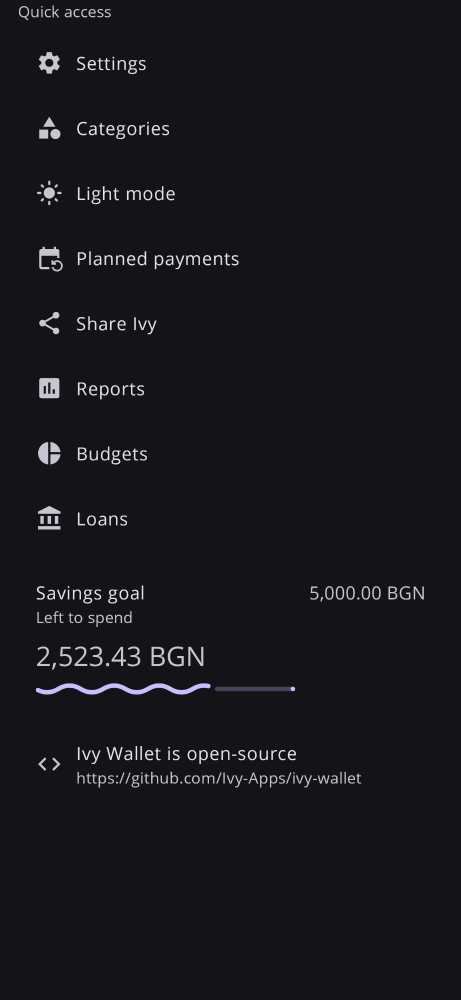 Quick access
Settings
Categories
Light mode
Planned payments
Share Ivy
Reports
Budgets
Loans
Savings goal 5,000.00 BGN
Left to spend
2,523.43 BGN
Ivy Wallet is open-source
https://github.com/Ivy-Apps/ivy-wallet